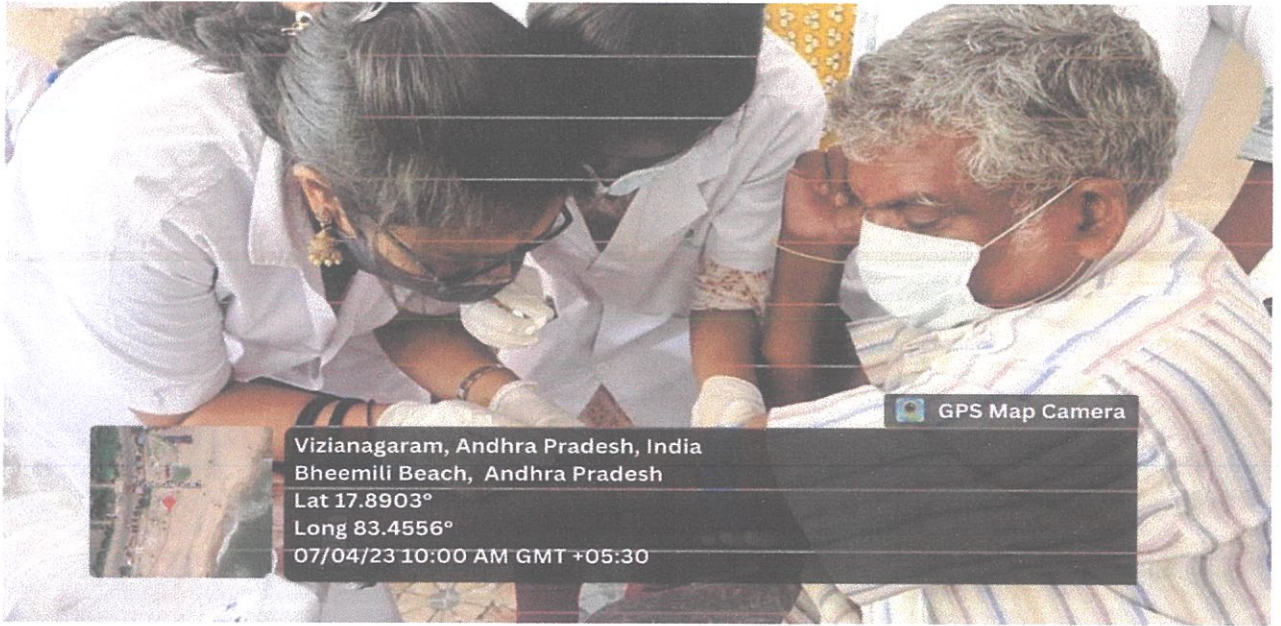 GPS Map Camera
Vizianagaram, Andhra Pradesh, India
Bheemili Beach, Andhra Pradesh
Lat 17.8903°
Long 83.4556°
07/04/23 10:00 AM GMT +05:30